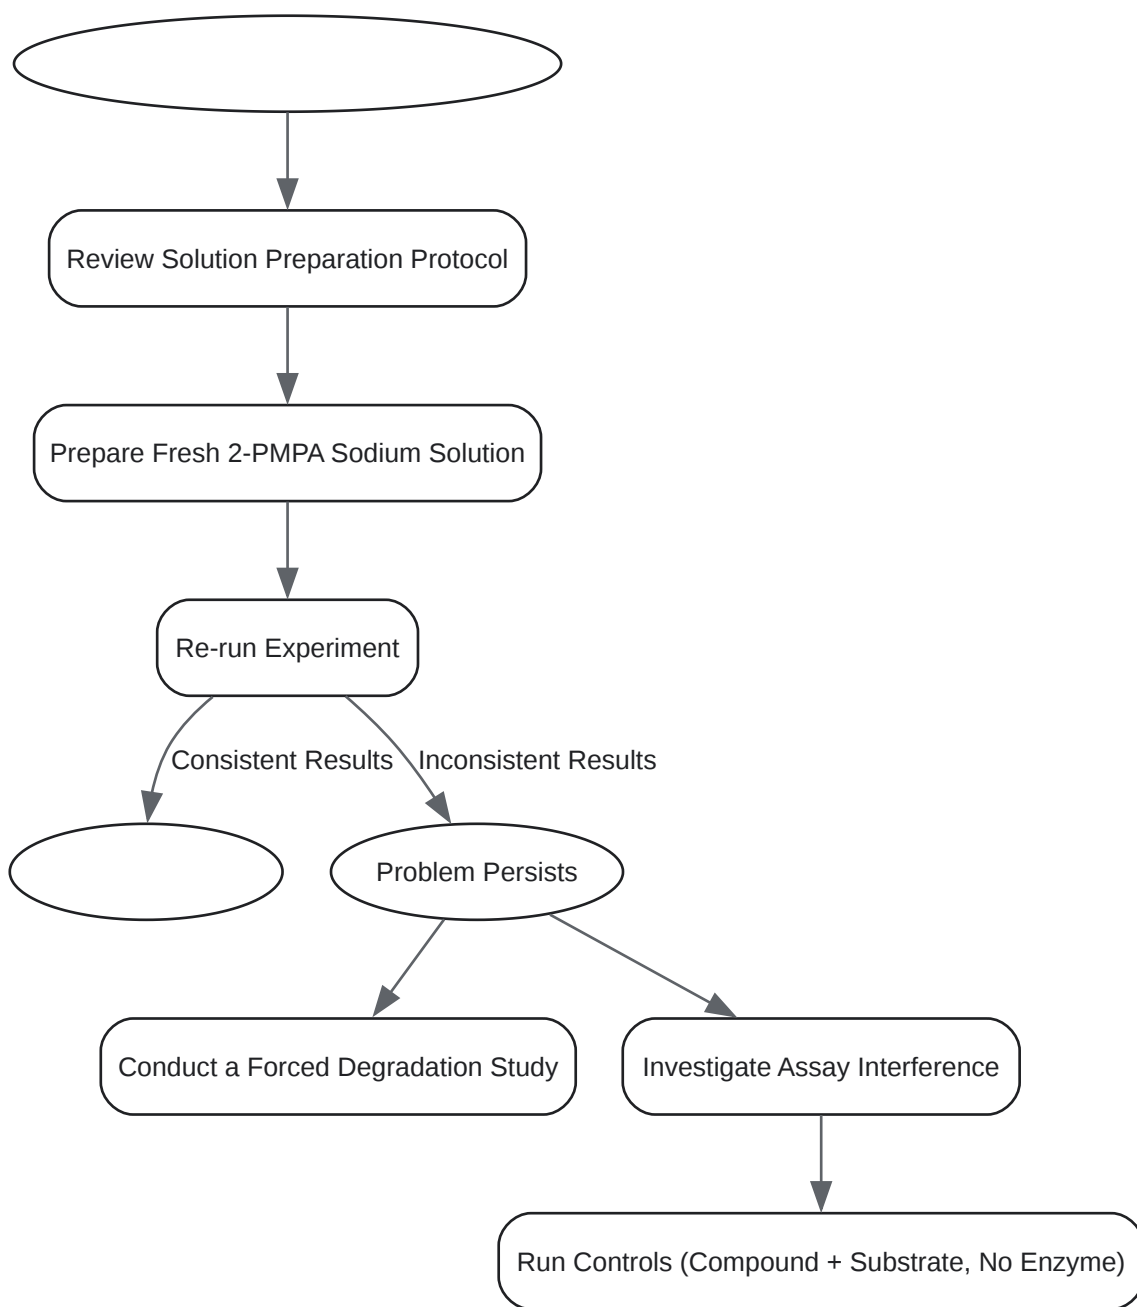 Review Solution Preparation Protocol
Prepare Fresh 2-PMPA Sodium Solution
Re-run Experiment
Consistent Results
Inconsistent Results
Problem Persists
Conduct a Forced Degradation Study
Investigate Assay Interference
Run Controls (Compound + Substrate, No Enzyme)